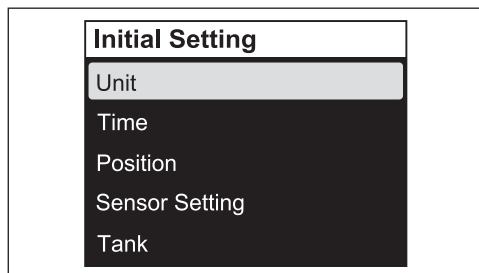 Initial Setting
Unit
Time
Position
Sensor Setting
Tank